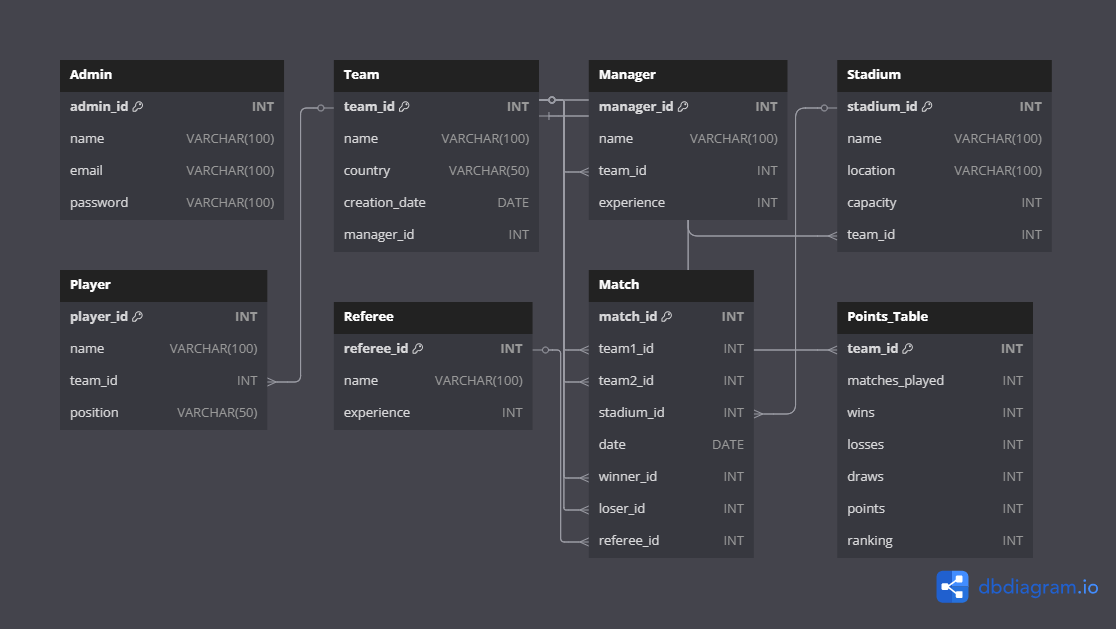 Admin
admin_id INT
name VARCHAR(100)
email VARCHAR(100)
password VARCHAR(100)
Team
team_id INT
name VARCHAR(100)
country VARCHAR(50)
creation_date DATE
manager_id INT
Manager
manager_id INT
name VARCHAR(100)
team_id INT
experience INT
Stadium
stadium_id INT
name VARCHAR(100)
location VARCHAR(100)
capacity INT
team_id INT
Player
player_id INT
name VARCHAR(100)
team_id INT
position VARCHAR(50)
Referee
referee_id INT
name VARCHAR(100)
experience INT
Match
match_id INT
team1_id INT
team2_id INT
stadium_id INT
date DATE
winner_id INT
loser_id INT
referee_id INT
Points_Table
team_id INT
matches_played INT
wins INT
losses INT
draws INT
points INT
ranking INT
dbdiagram.io